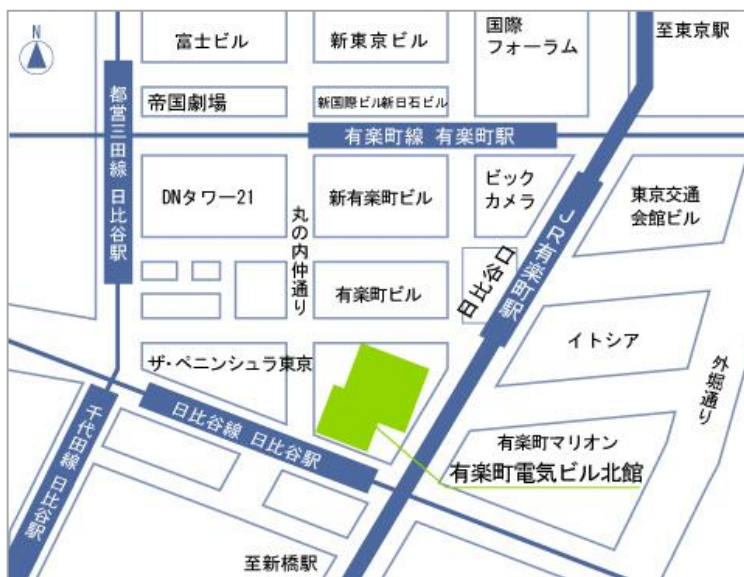 N
富士ビル
新東京ビル
国際
フォーラム
至東京駅
都営三田線 日比谷駅
帝国劇場
新国際ビル新日石ビル
有楽町線 有楽町駅
DNタワー21
新有楽町ビル
ビック
カメラ
東京交通
会館ビル
丸の内仲通り
JR有楽町駅
日比谷口
有楽町ビル
イトシア
外堀通り
ザ・ペニンシュラ東京
日比谷線 日比谷駅
千代田線 日比谷駅
有楽町マリオン
有楽町電気ビル北館
至新橋駅